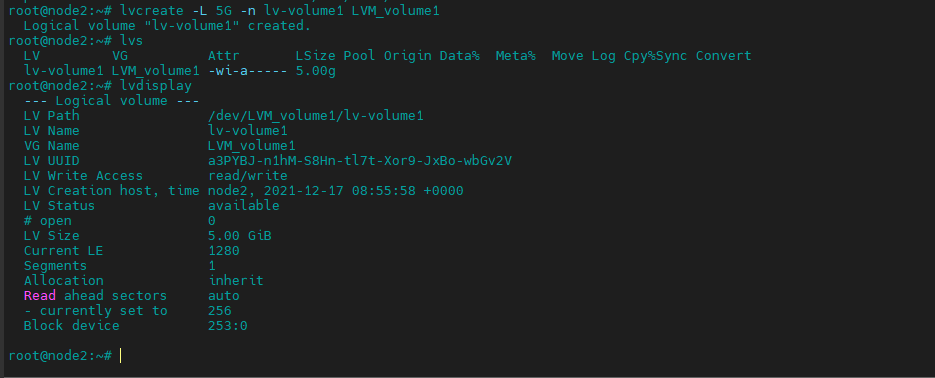 root@node2:~# lvcreate -L 5G -n lv-volume1 LVM_volume1
  Logical volume "lv-volume1" created.
root@node2:~# lvs
  LV         VG          Attr       LSize Pool Origin Data%  Meta%  Move Log Cpy%Sync Convert
  lv-volume1 LVM_volume1 -wi-a----- 5.00g
root@node2:~# lvdisplay
  --- Logical volume ---
  LV Path                /dev/LVM_volume1/lv-volume1
  LV Name                lv-volume1
  VG Name                LVM_volume1
  LV UUID                a3PYBJ-n1hM-S8Hn-tl7t-Xor9-JxBo-wbGv2V
  LV Write Access        read/write
  LV Creation host, time node2, 2021-12-17 08:55:58 +0000
  LV Status              available
  # open                 0
  LV Size                5.00 GiB
  Current LE             1280
  Segments               1
  Allocation             inherit
  Read ahead sectors     auto
  - currently set to     256
  Block device           253:0
root@node2:~#